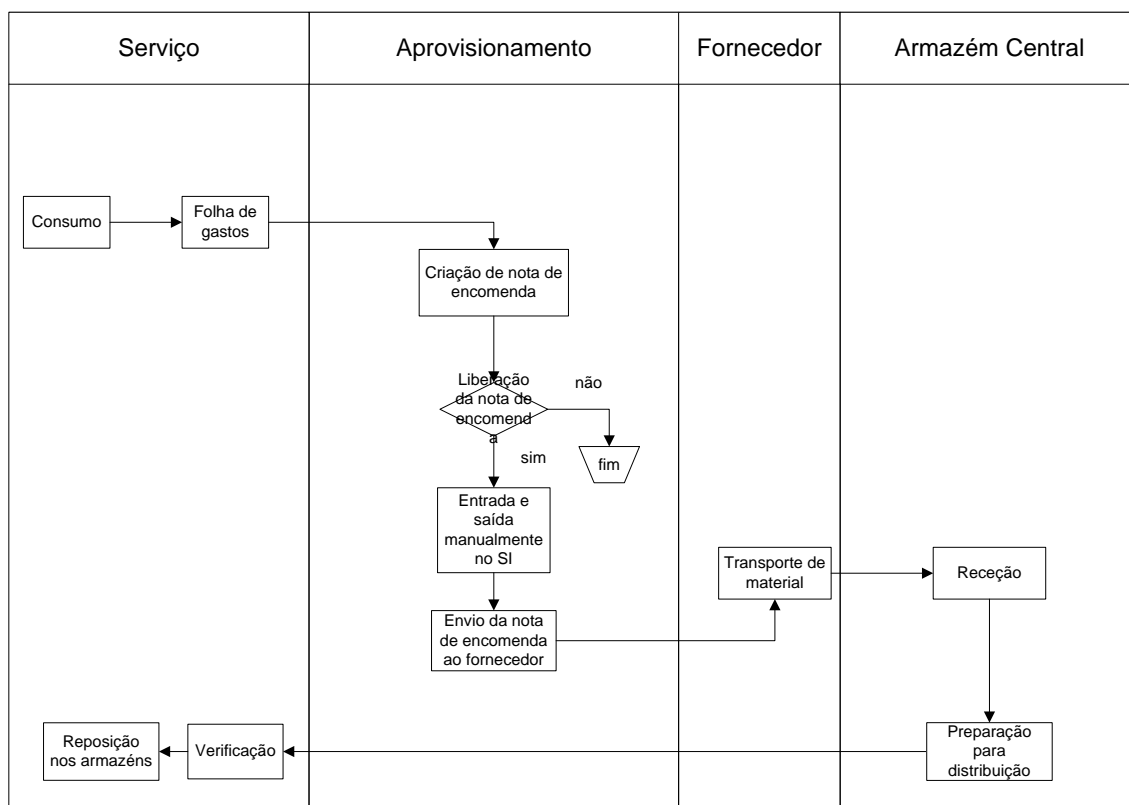 Serviço
Aprovisionamento
Fornecedor
Armazém Central
Consumo
Folha de
gastos
Criação de nota de
encomenda
Liberação
da nota de
encomend
a
não
fim
sim
Entrada e
saída
manualmente
no SI
Envio da nota
de encomenda
ao fornecedor
Transporte de
material
Receção
Preparação
para
distribuição
Verificação
Reposição
nos armazéns